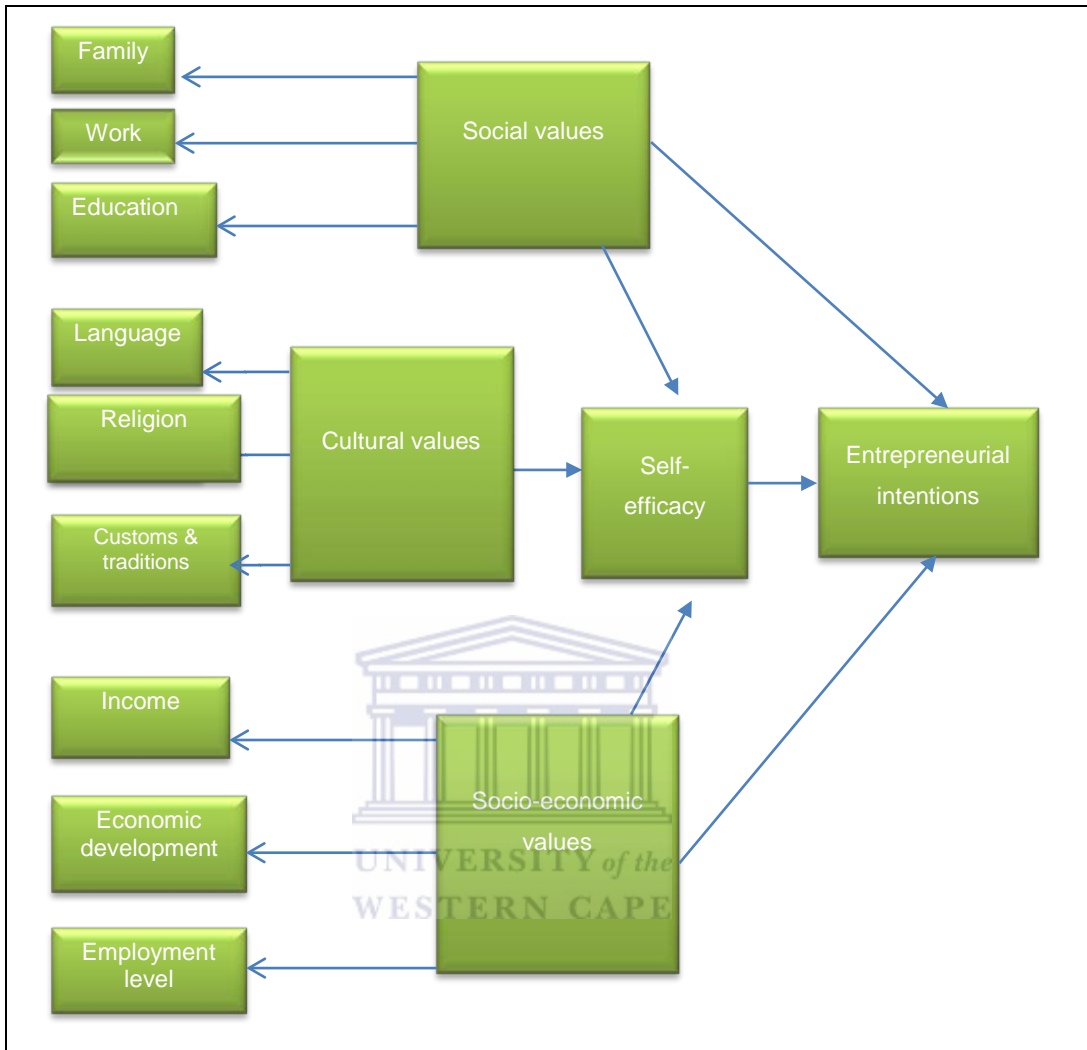 Family
Work
Education
Social values
Language
Religion
Customs &
traditions
Cultural values
Self-
efficacy
Entrepreneurial
intentions
Income
Economic
development
Employment
level
Socio-economic
values
UNIVERSITY of the
WESTERN CAPE